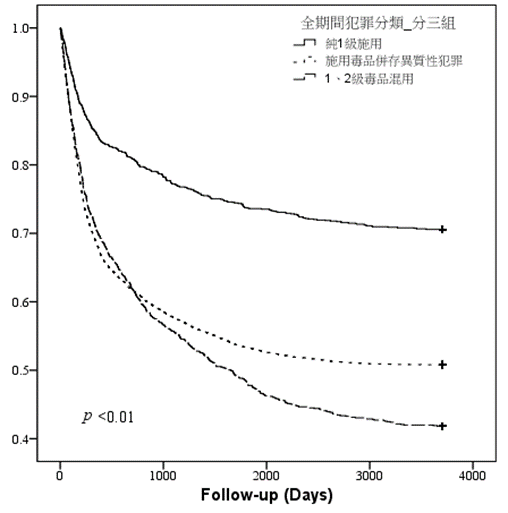 全期間犯罪分類_分三組
純1級施用
施用毒品併存異質性犯罪
1、2級毒品混用
1.0
0.9
0.8
0.7
0.6
0.5
0.4
p <0.01
0 1000 2000 3000 4000
Follow-up (Days)